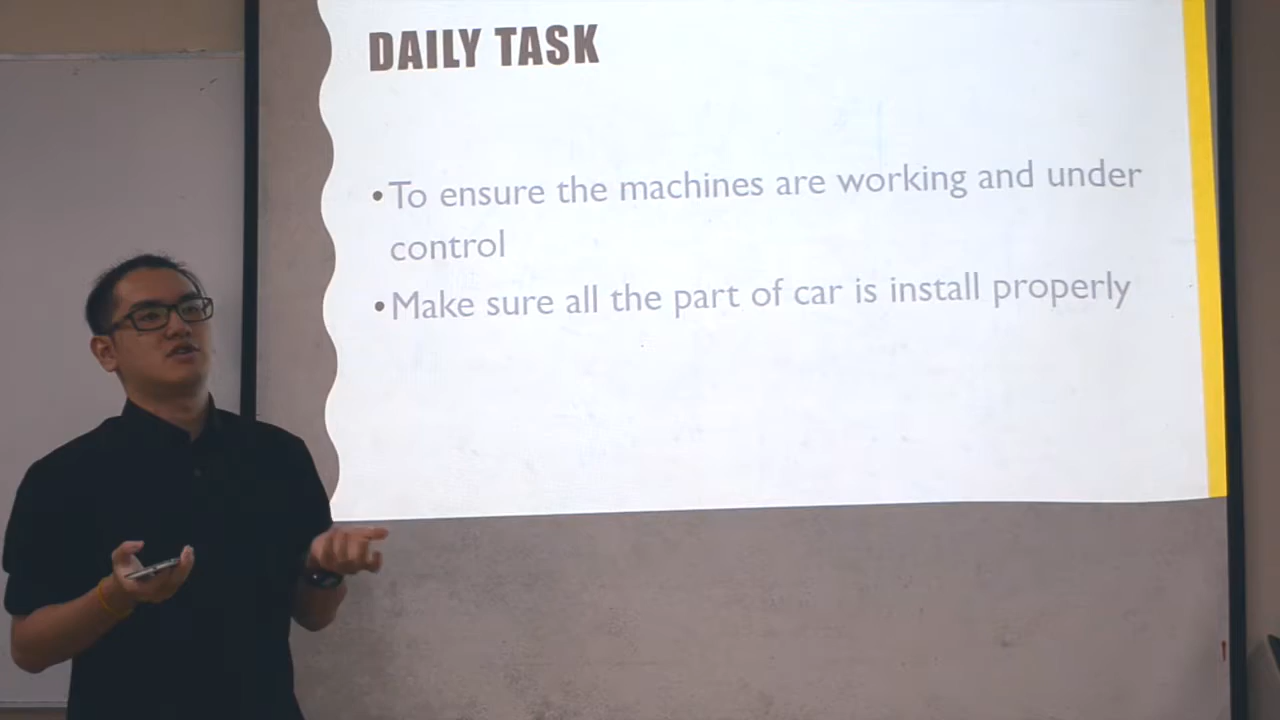 DAILY TASK
•To ensure the machines are working and under
control
•Make sure all the part of car is install properly